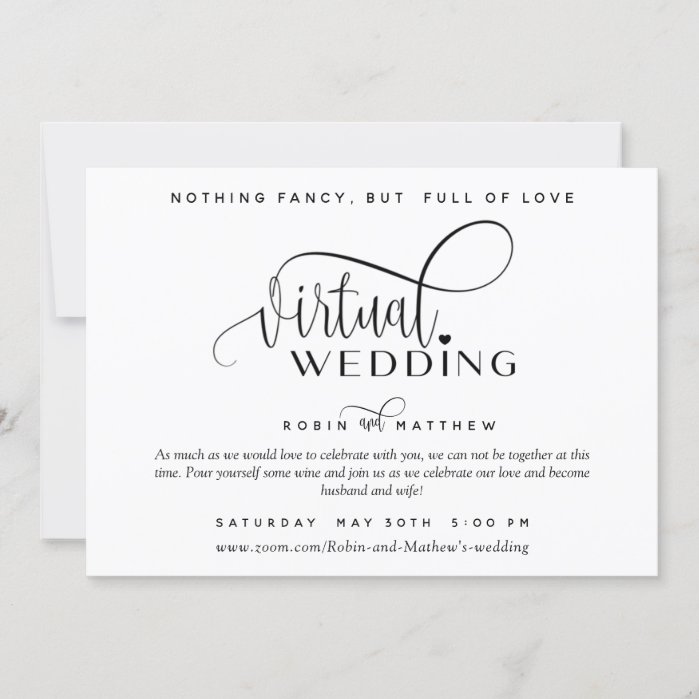 NOTHING FANCY, BUT FULL OF LOVE
Virtual
WEDDING
ROBIN and MATTHEW
As much as we would love to celebrate with you, we can not be together at this
time. Pour yourself some wine and join us as we celebrate our love and become
husband and wife!
SATURDAY MAY 30TH 5:00 PM
www.zoom.com/Robin-and-Mathew's-wedding